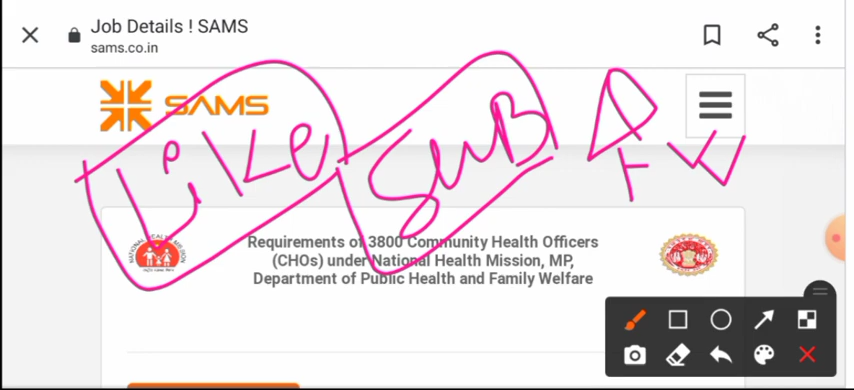 Job Details ! SAMS
sams.co.in
SAMS
Like
SUB
Requirements of 3800 Community Health Officers
(CHOs) under National Health Mission, MP,
Department of Public Health and Family Welfare